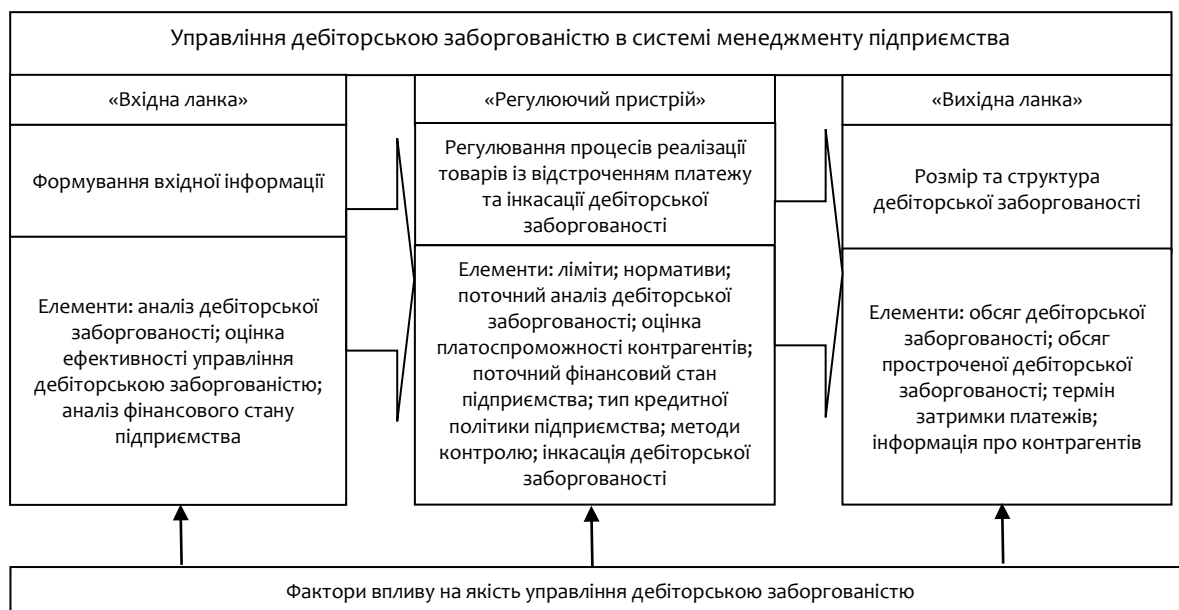 Управління дебіторською заборгованістю в системі менеджменту підприємства
«Вхідна ланка»
«Регулюючий пристрій»
«Вихідна ланка»
Формування вхідної інформації
Регулювання процесів реалізації
товарів із відстроченням платежу
та інкасації дебіторської
заборгованості
Розмір та структура
дебіторської заборгованості
Елементи: аналіз дебіторської
заборгованості; оцінка
ефективності управління
дебіторською заборгованістю;
аналіз фінансового стану
підприємства
Елементи: ліміти; нормативи;
поточний аналіз дебіторської
заборгованості; оцінка
платоспроможності контрагентів;
поточний фінансовий стан
підприємства; тип кредитної
політики підприємства; методи
контролю; інкасація дебіторської
заборгованості
Елементи: обсяг дебіторської
заборгованості; обсяг
простроченої дебіторської
заборгованості; термін
затримки платежів;
інформація про контрагентів
Фактори впливу на якість управління дебіторською заборгованістю